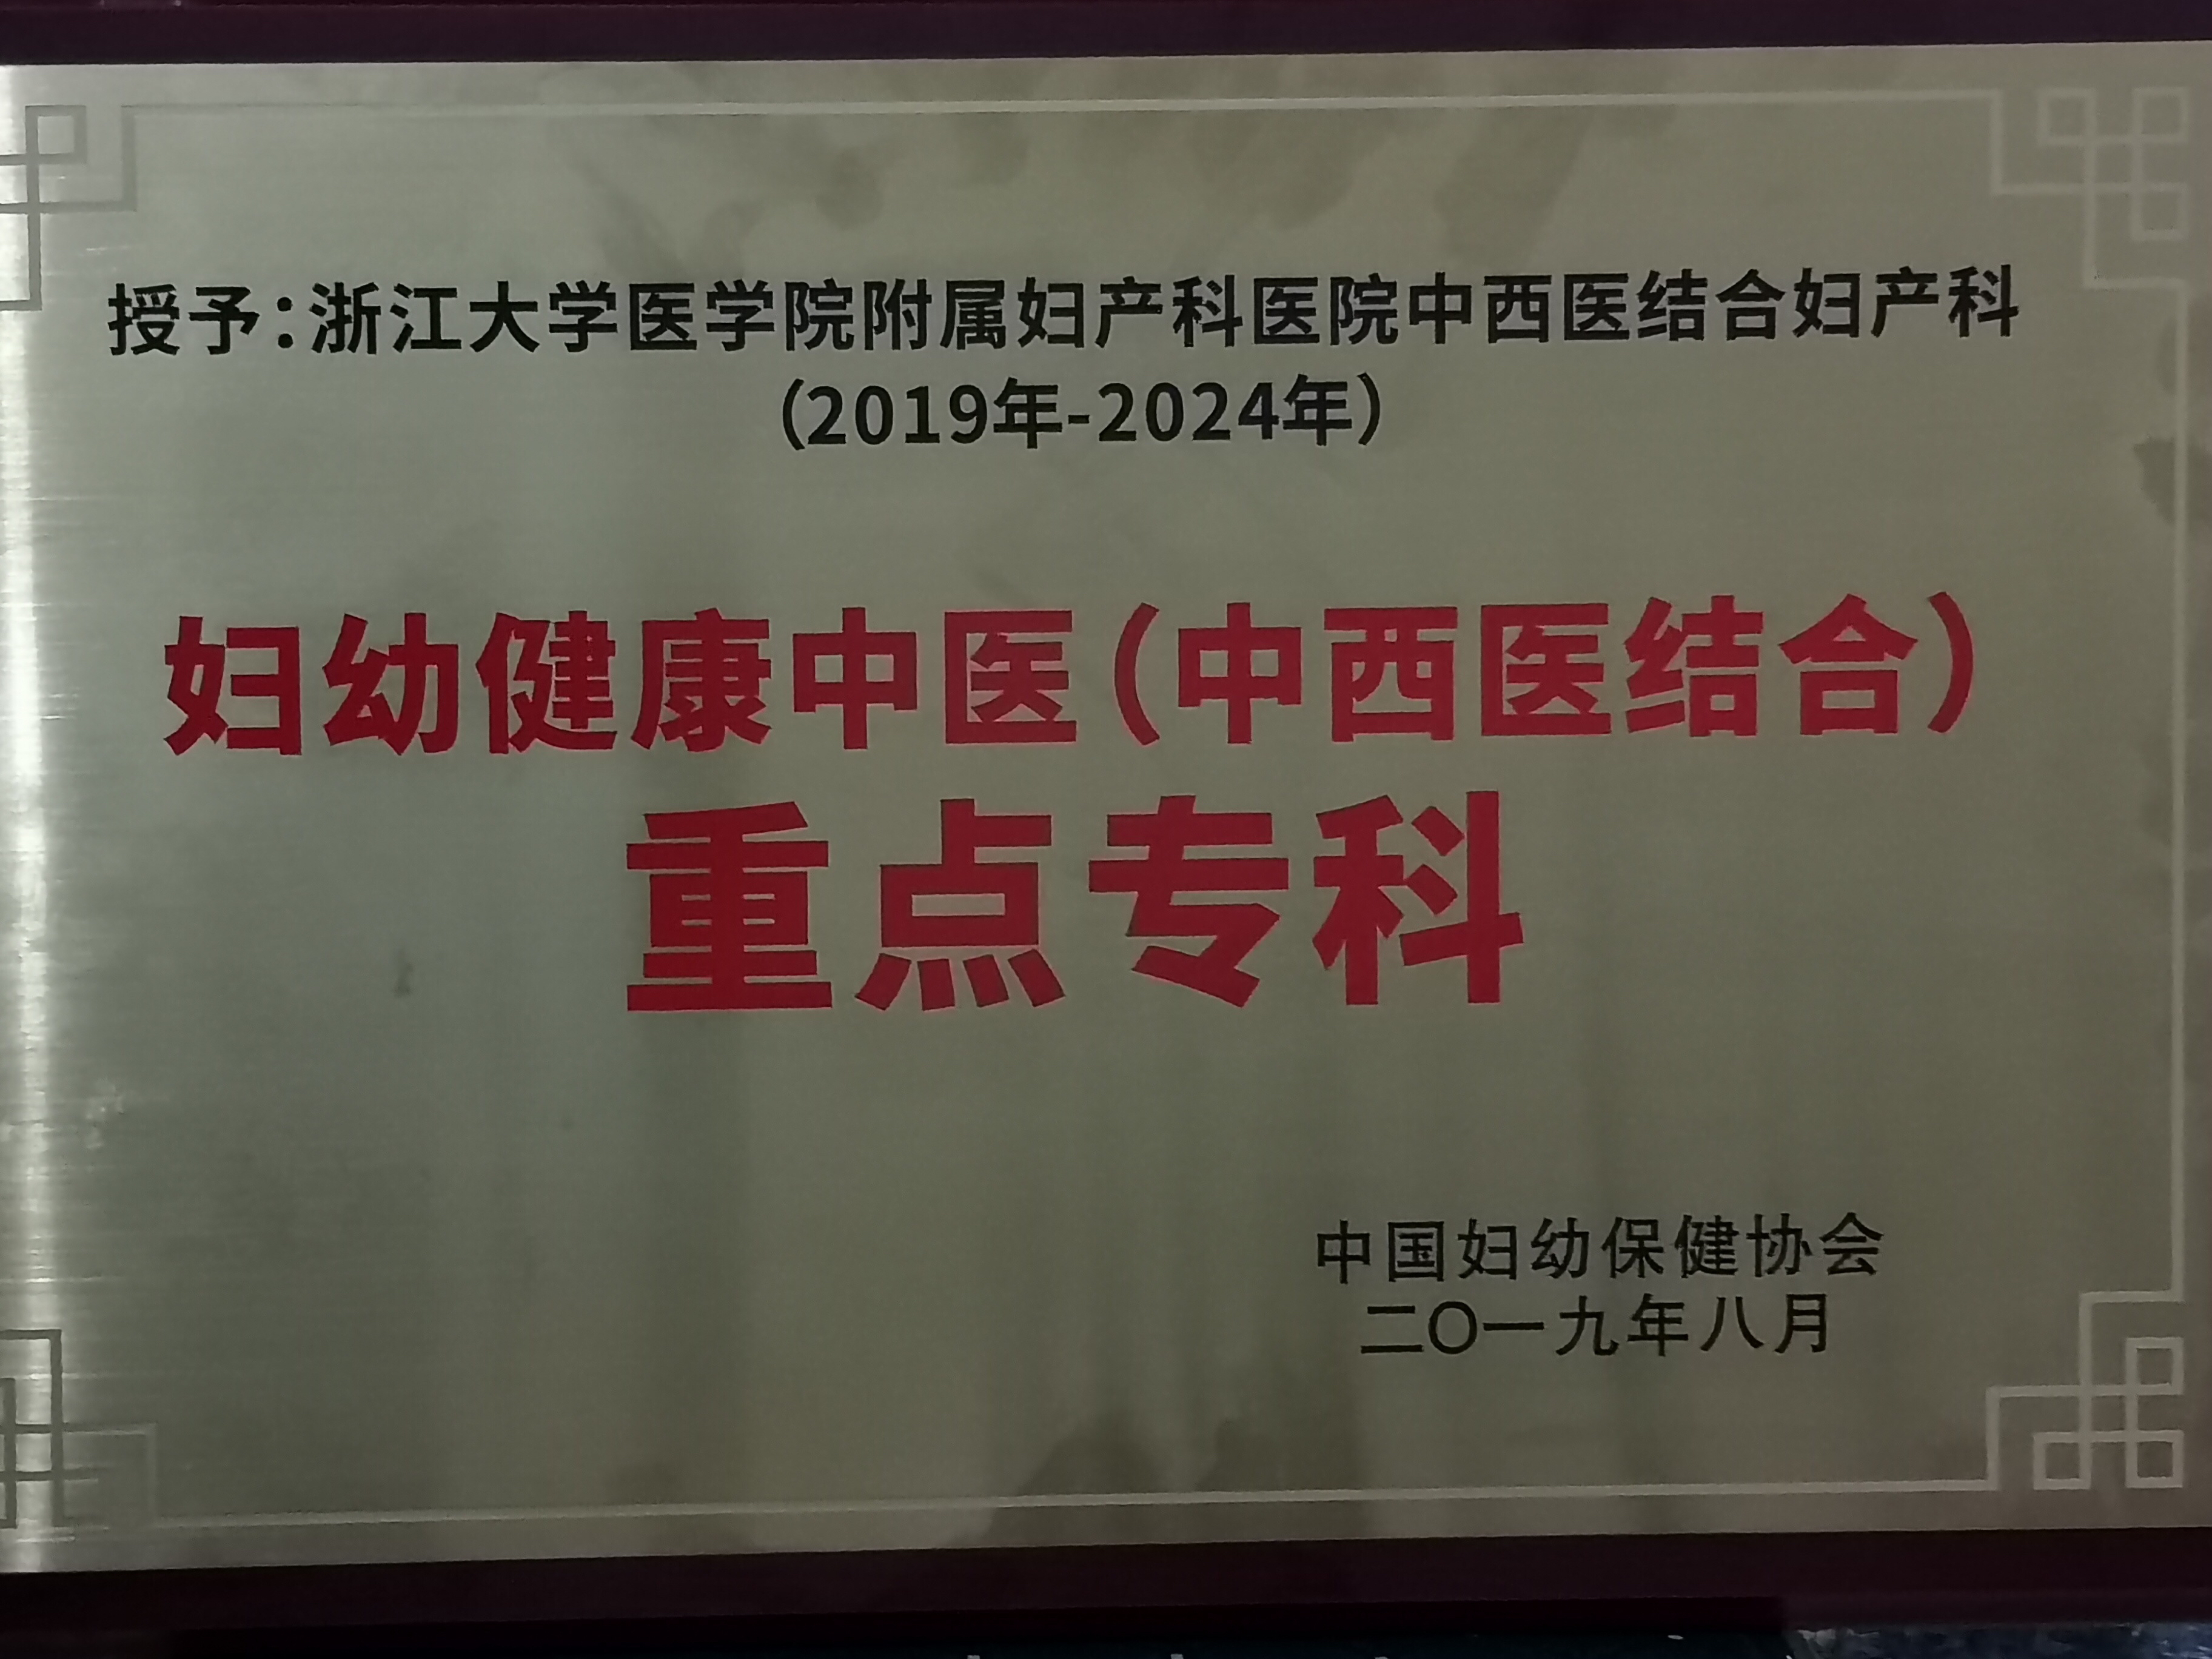 授予：浙江大学医学院附属妇产科医院中西医结合妇产科
（2019年-2024年）
妇幼健康中医（中西医结合）
重点专科
中国妇幼保健协会
二〇一九年八月